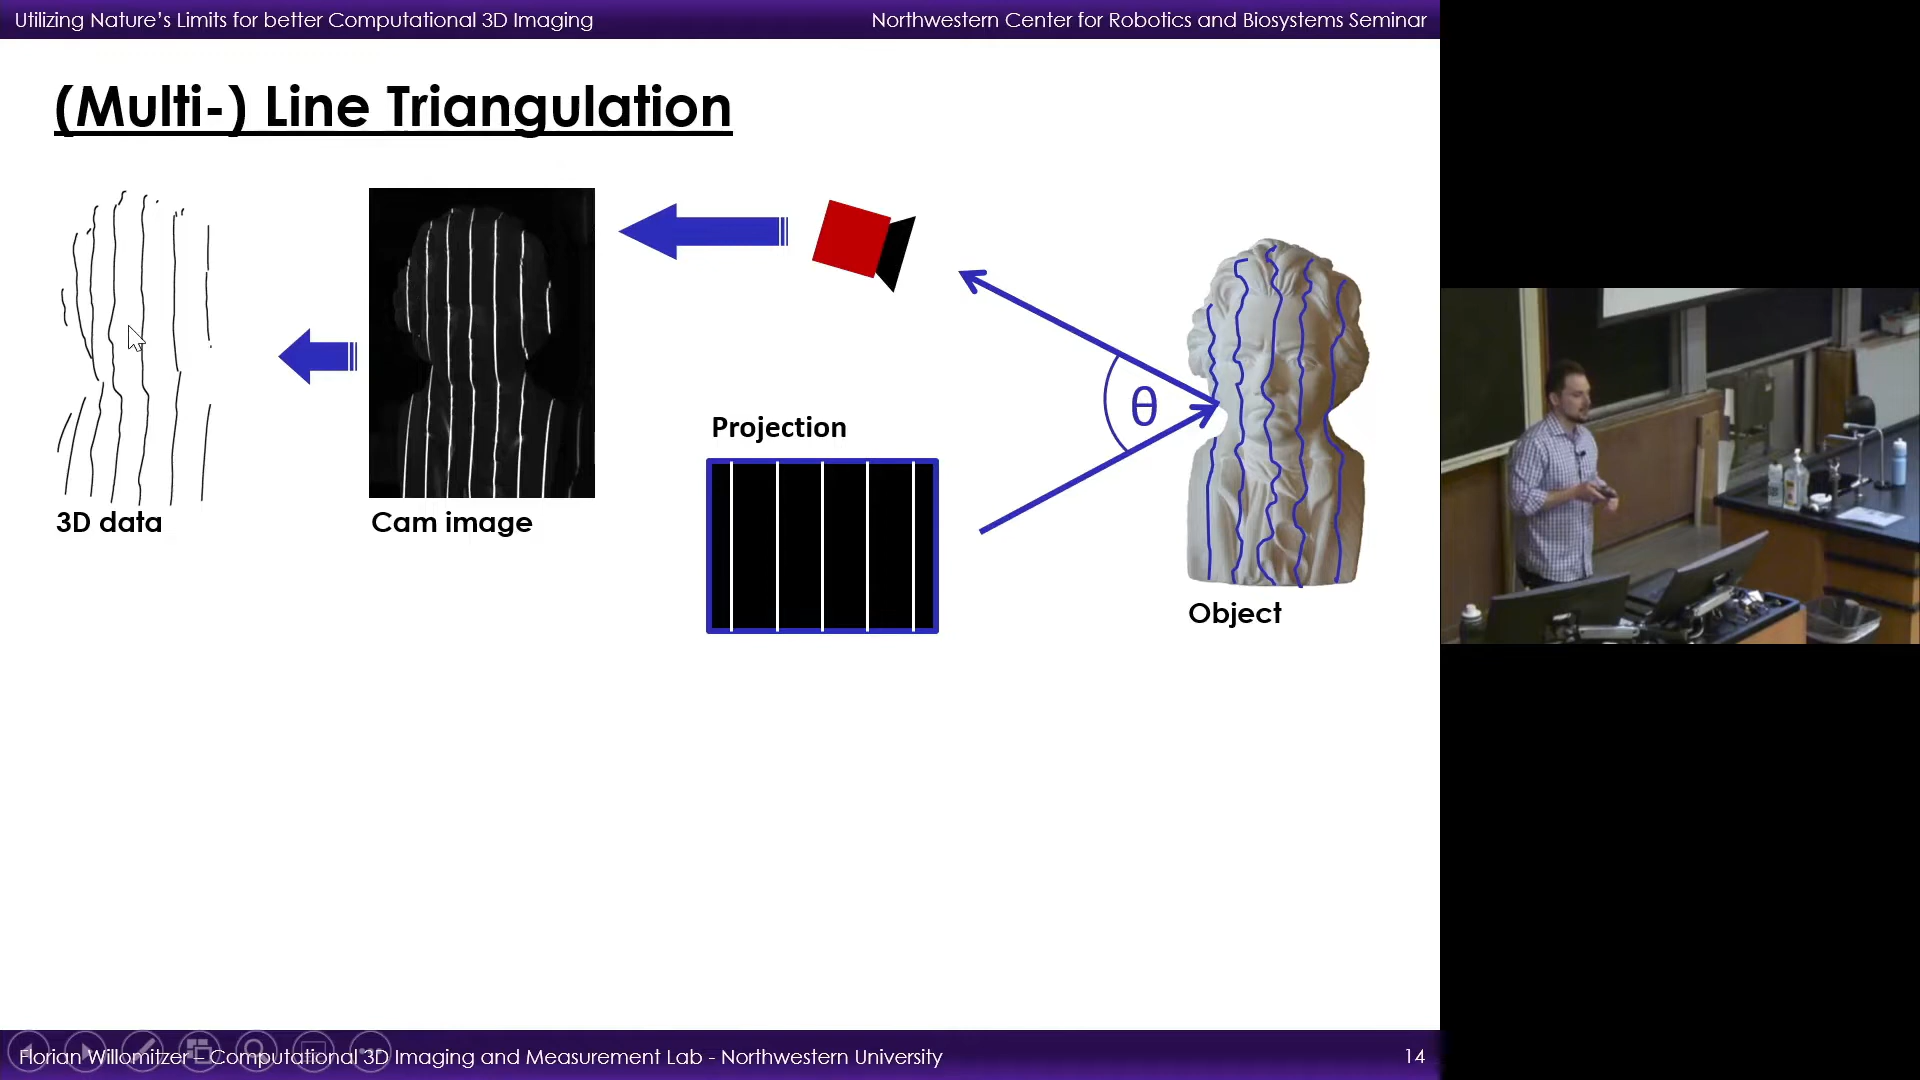 Utilizing Nature's Limits for better Computational 3D Imaging
Northwestern Center for Robotics and Biosystems Seminar
(Multi-) Line Triangulation
θ
Projection
3D data
Cam image
Object
Florian Willomitzer – Computational 3D Imaging and Measurement Lab - Northwestern University
14